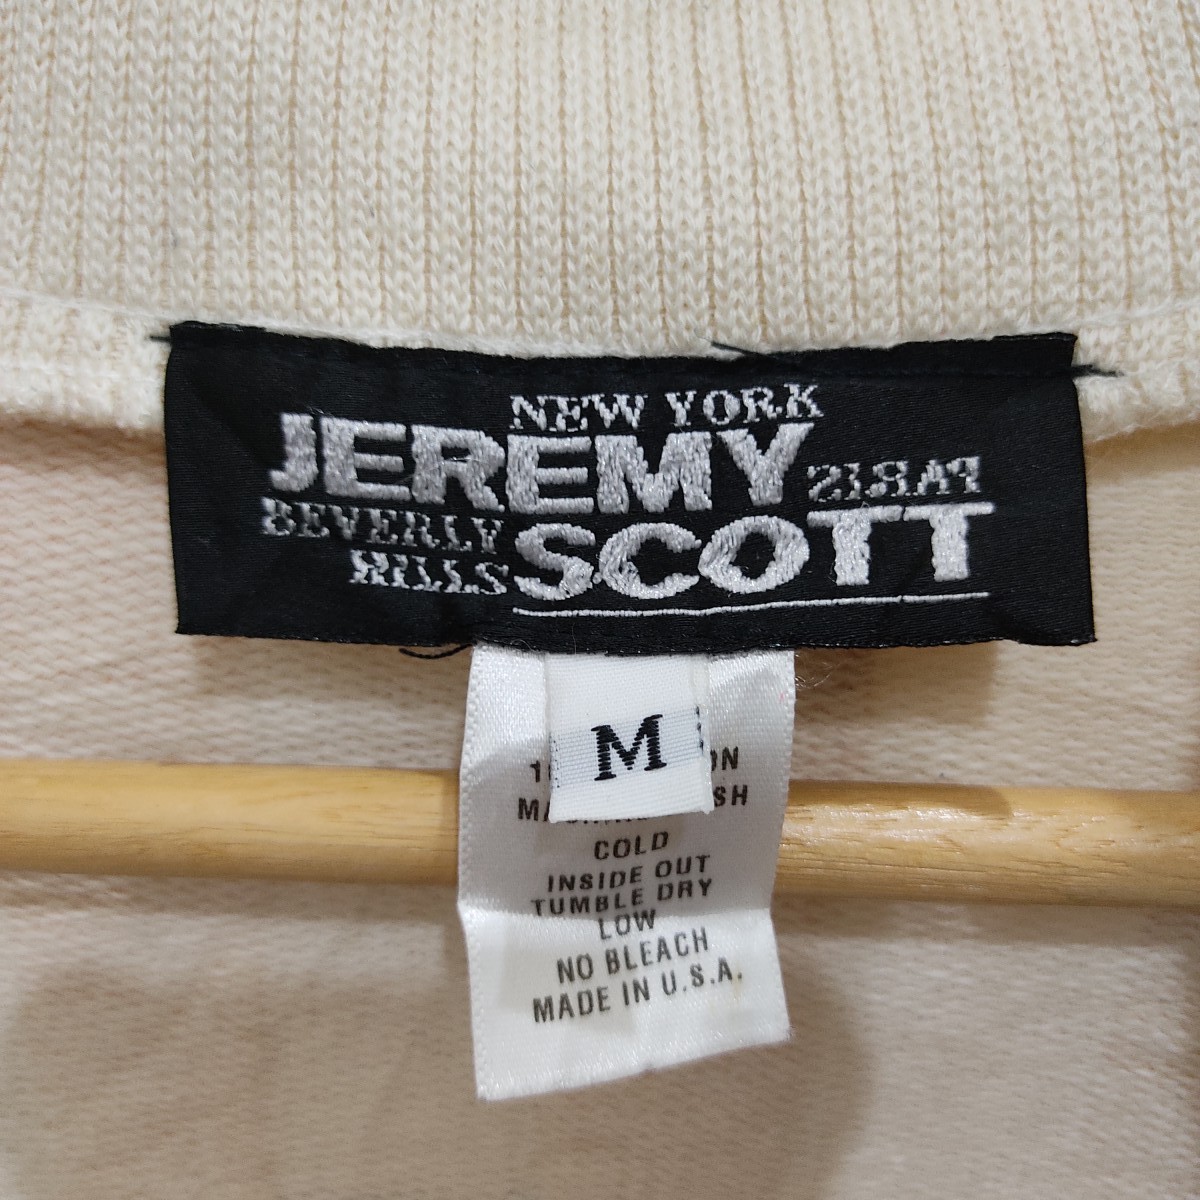 NEW YORK
JEREMY
PARIS
BEVERLY
HILLS
SCOTT
M
COLD
INSIDE OUT
TUMBLE DRY
LOW
NO BLEACH
MADE IN U.S.A.